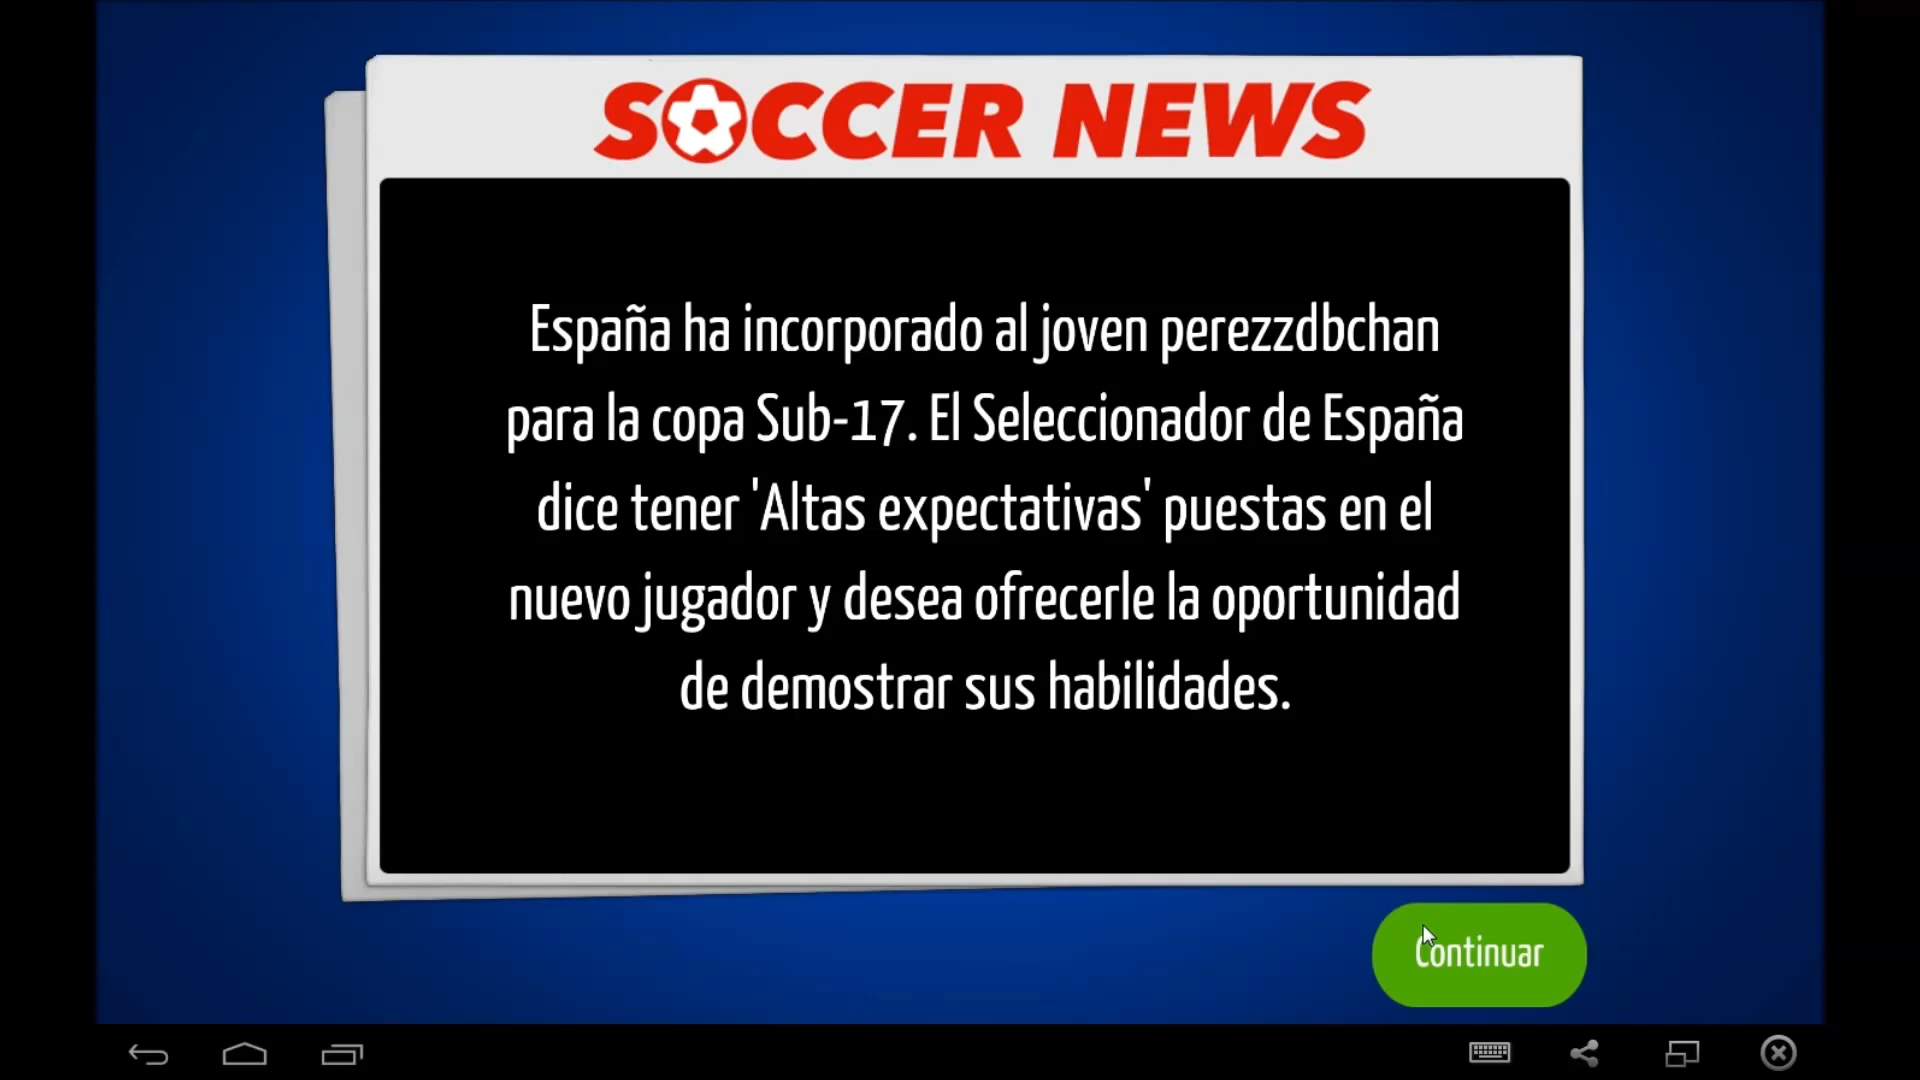 SOCCER NEWS
España ha incorporado al joven perezzdbchan
para la copa Sub-17. El Seleccionador de España
dice tener 'Altas expectativas' puestas en el
nuevo jugador y desea ofrecerle la oportunidad
de demostrar sus habilidades.
Continuar